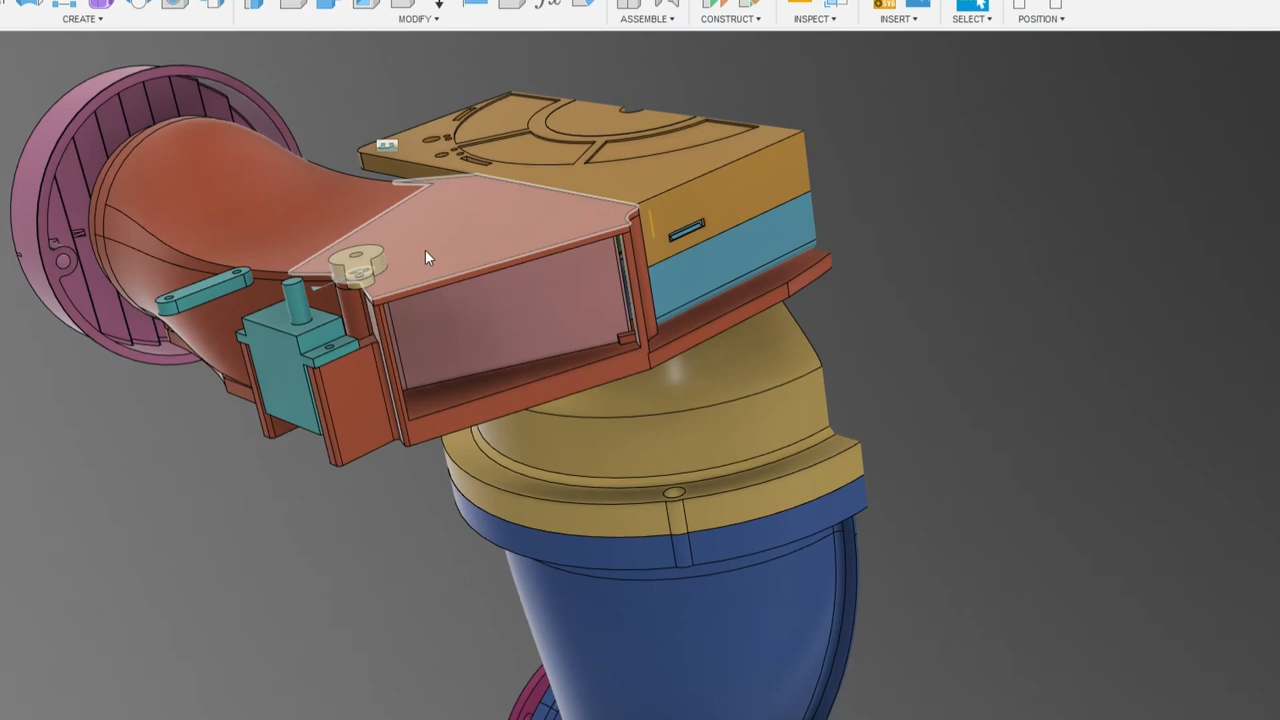 CREATE ▾ MODIFY ▾ ASSEMBLE ▾ CONSTRUCT ▾ INSPECT ▾ INSERT ▾ SELECT ▾ POSITION ▾